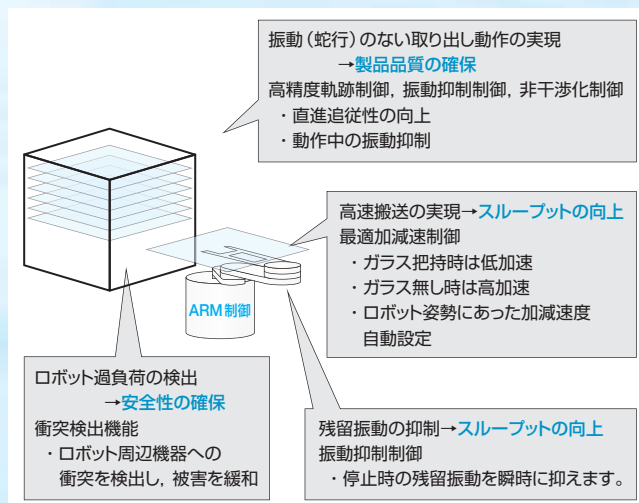 振動（蛇行）のない取り出し動作の実現
→製品品質の確保
高精度軌跡制御，振動抑制制御，非干渉化制御
・直進追従性の向上
・動作中の振動抑制
高速搬送の実現→スループットの向上
最適加減速制御
・ガラス把持時は低加速
・ガラス無し時は高加速
・ロボット姿勢にあった加減速度
自動設定
ARM制御
ロボット過負荷の検出
→安全性の確保
衝突検出機能
・ロボット周辺機器への
衝突を検出し，被害を緩和
残留振動の抑制→スループットの向上
振動抑制制御
・停止時の残留振動を瞬時に抑えます。